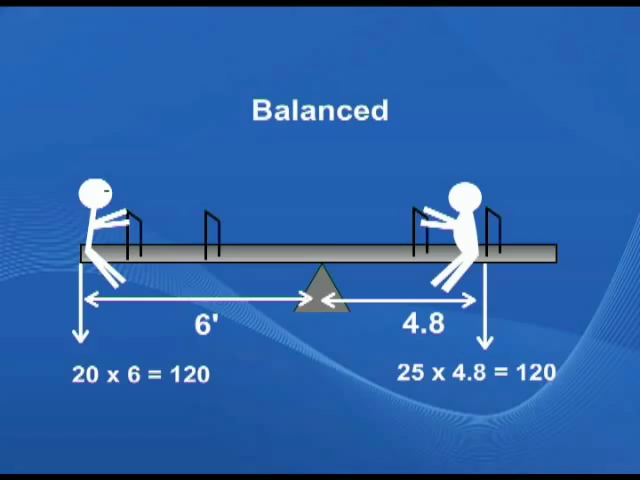 Balanced
6'
4.8
20 x 6 = 120
25 x 4.8 = 120